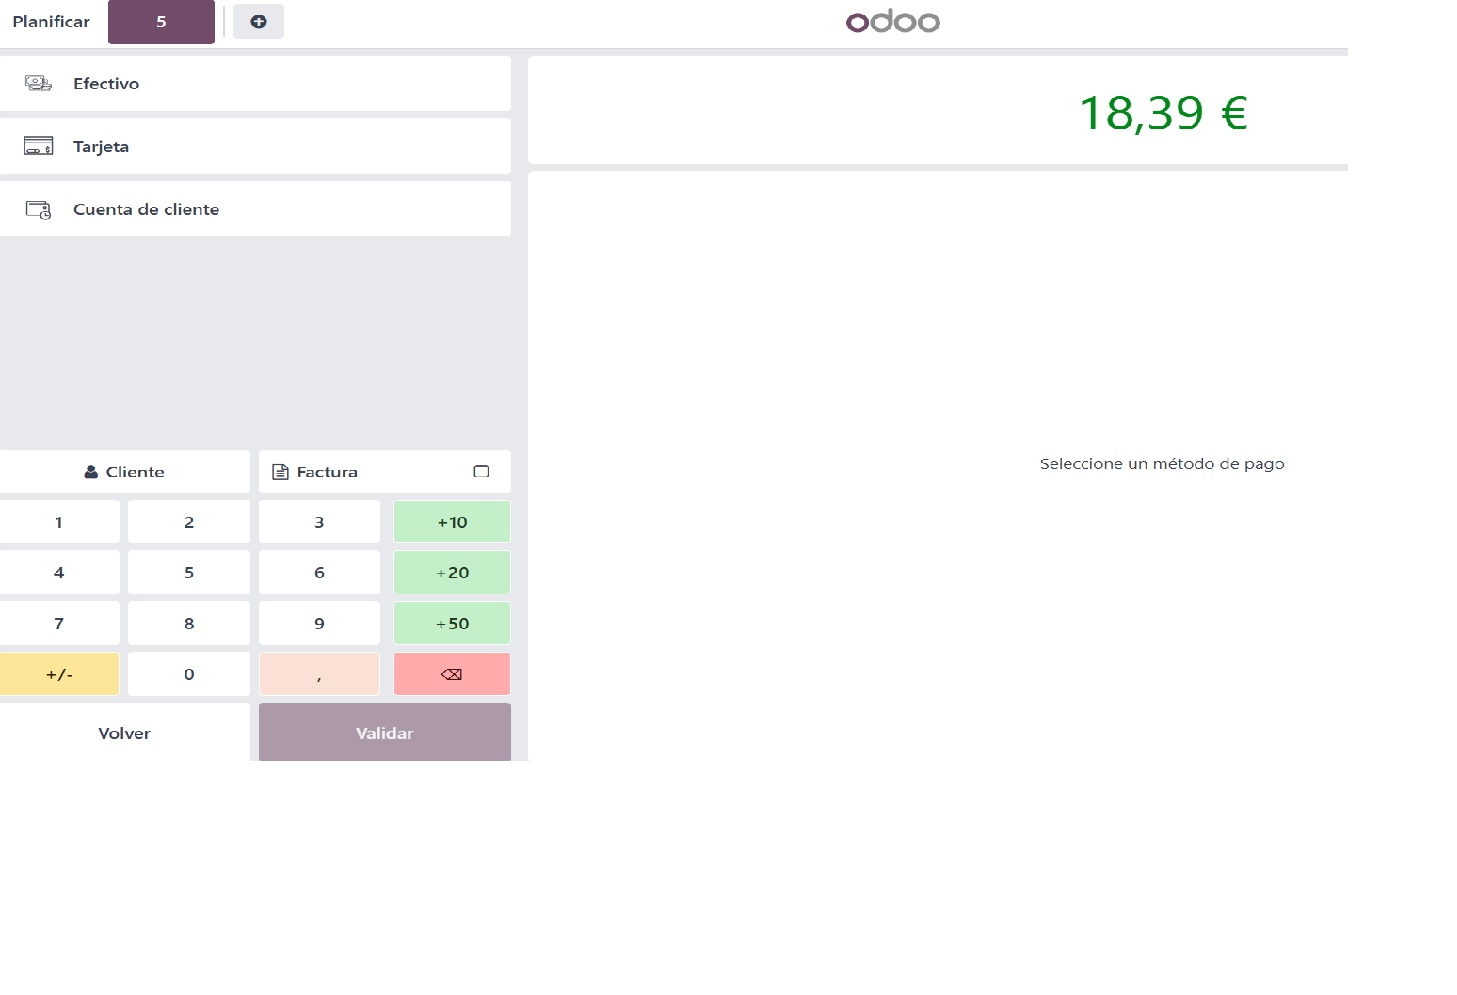 Planificar 5
odoo
Efectivo
Tarjeta
Cuenta de cliente
18,39 €
Seleccione un método de pago
Cliente Factura
1 2 3 +10
4 5 6 +20
7 8 9 +50
+/- 0 , ⌫
Volver Validar